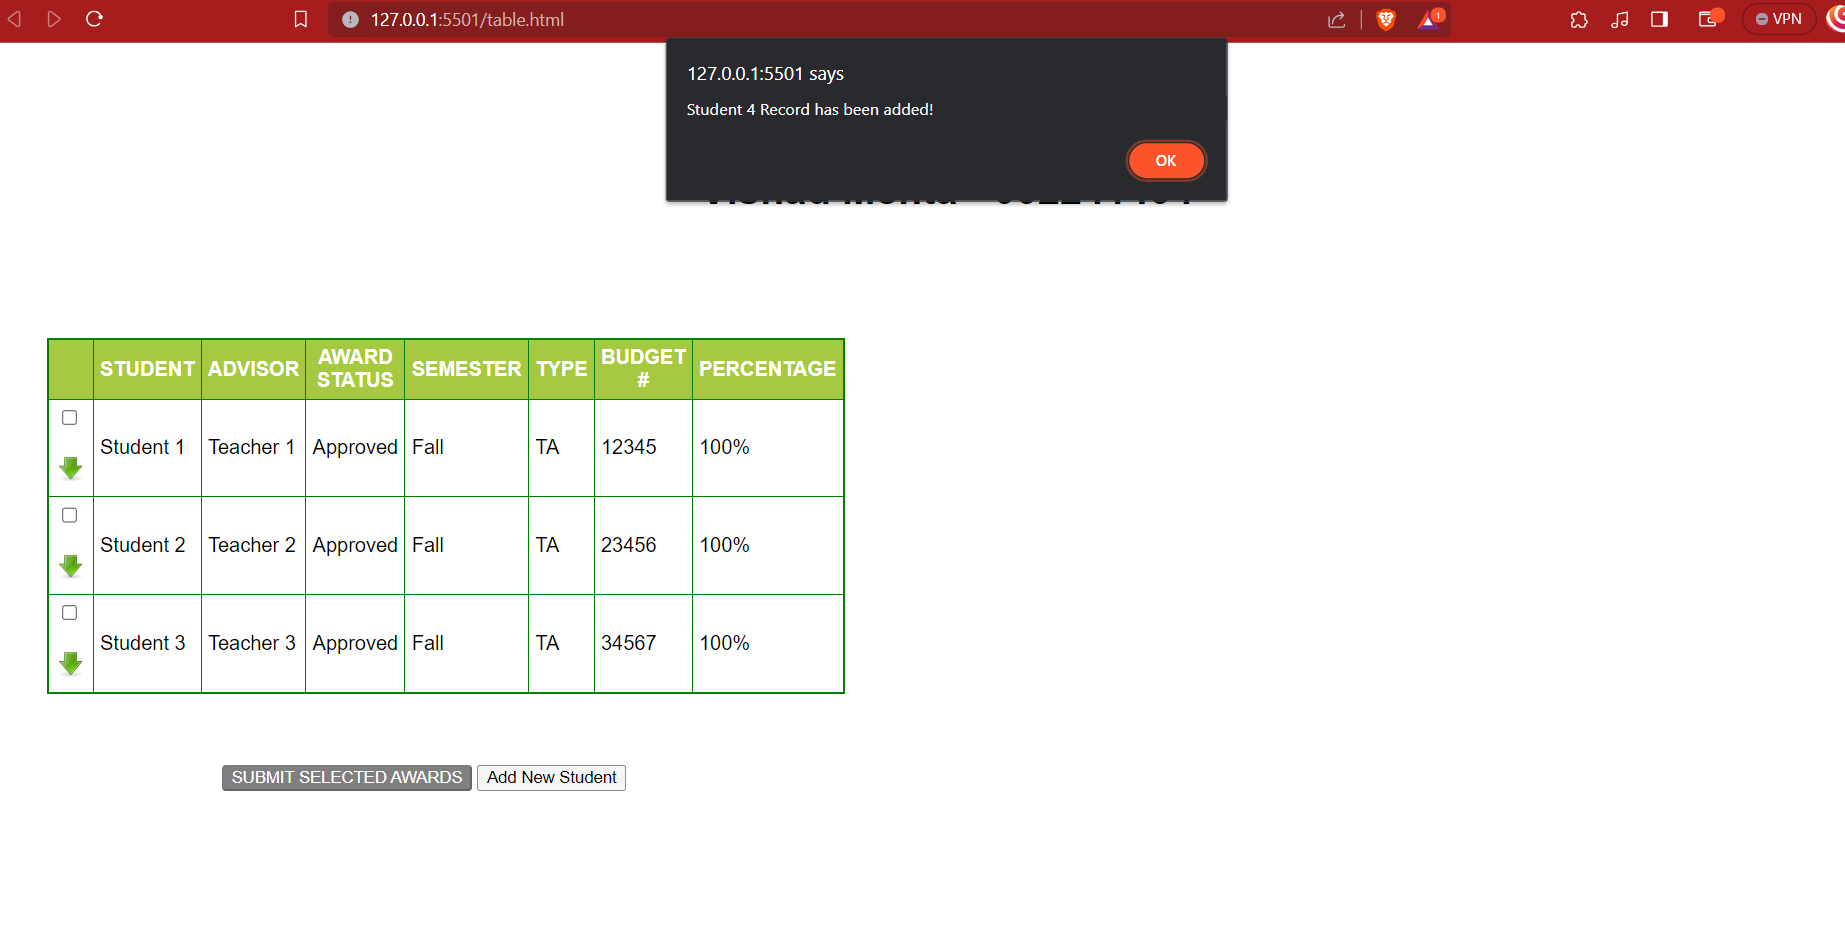 127.0.0.1:5501/table.html
1
VPN
127.0.0.1:5501 says
Student 4 Record has been added!
OK
STUDENT ADVISOR AWARD STATUS SEMESTER TYPE BUDGET # PERCENTAGE
Student 1 Teacher 1 Approved Fall TA 12345 100%
Student 2 Teacher 2 Approved Fall TA 23456 100%
Student 3 Teacher 3 Approved Fall TA 34567 100%
SUBMIT SELECTED AWARDS Add New Student